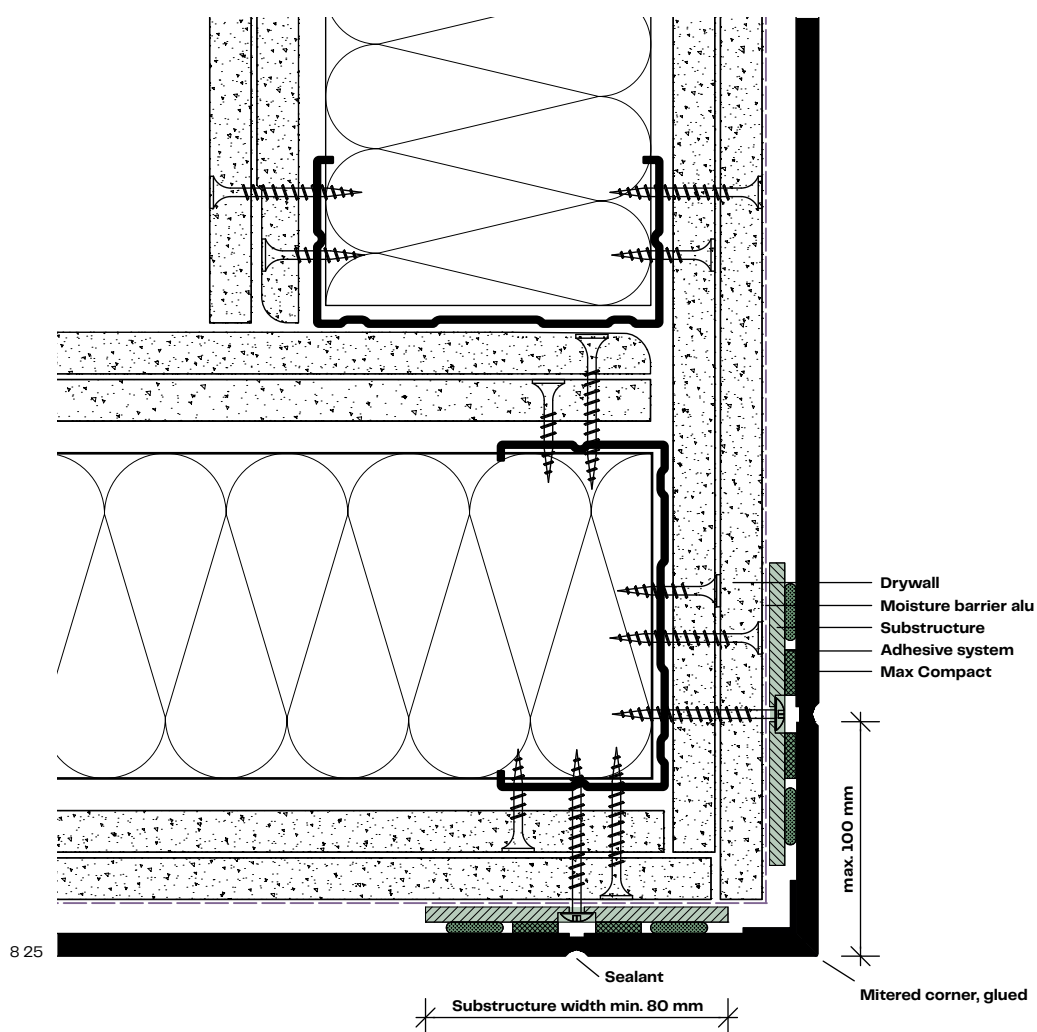 Drywall
Moisture barrier alu
Substructure
Adhesive system
Max Compact
max. 100 mm
8 25
Sealant
Mitered corner, glued
Substructure width min. 80 mm